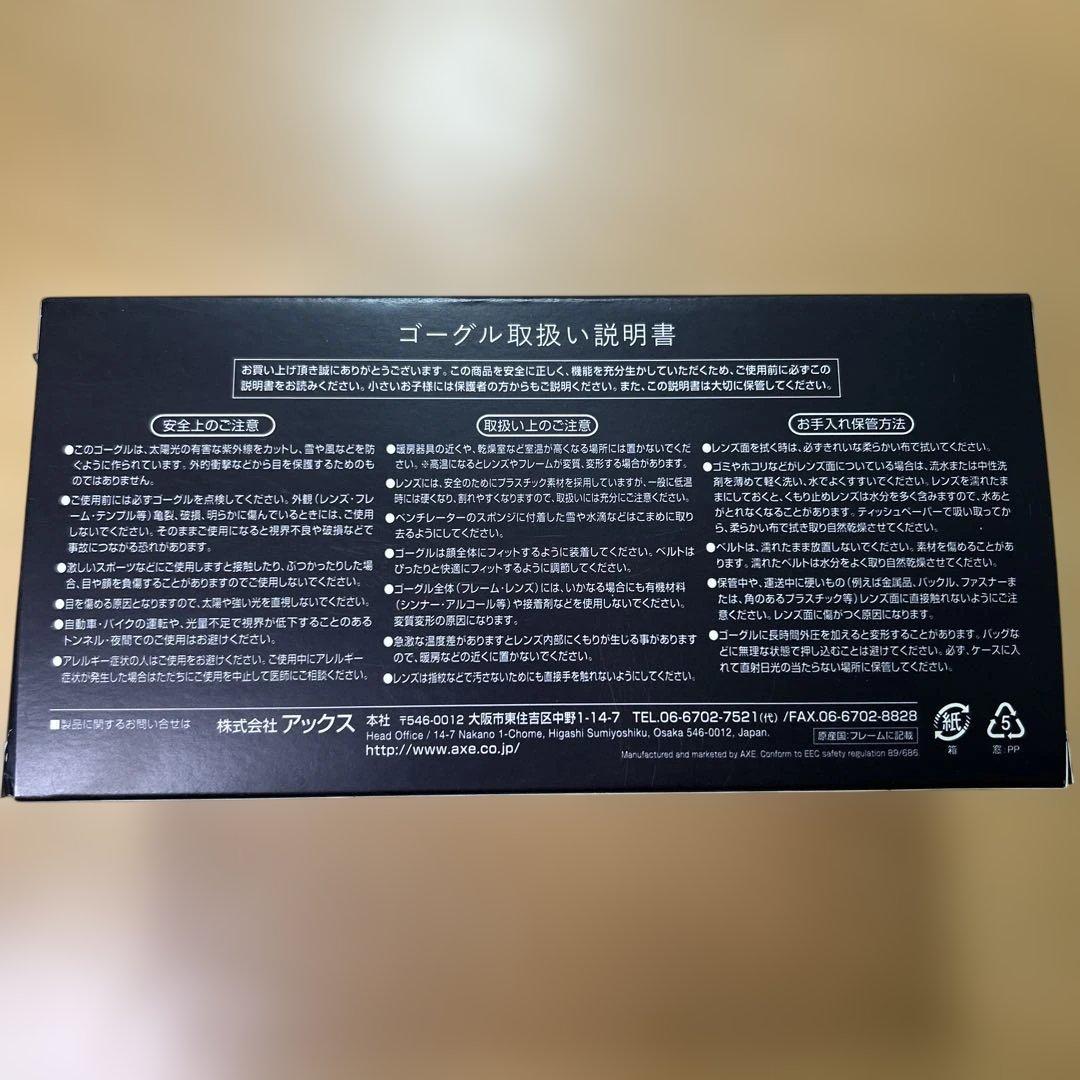 ゴーグル取扱い説明書
お買い上げ頂き誠にありがとうございます。この商品を安全に正しく、機能を充分生かしていただくため、ご使用前に必ずこの
説明書をお読みください。小さいお子様には保護者の方からもご説明ください。また、この説明書は大切に保管してください。
安全上のご注意
●このゴーグルは、太陽光の有害な紫外線をカットし、雪や風などを防
ぐように作られています。外的衝撃などから目を保護するためのも
のではありません。
●ご使用前には必ずゴーグルを点検してください。外観（レンズ・フレ
ーム・テンプル等）亀裂、破損、明らかに傷んでいるときには、ご使用
しないでください。そのままご使用になると視界不良や破損などで
事故につながる恐れがあります。
●激しいスポーツなどにご使用しますと接触したり、ぶつかったりした場
合、目や顔を負傷することがありますのでご使用しないでください。
●目を傷める原因となりますので、太陽や強い光を直視しないでください。
●自動車・バイクの運転や、光量不足で視界が低下することのある
トンネル・夜間でのご使用はお避けください。
●アレルギー症状の人はご使用をお避けください。ご使用中にアレルギー
症状が発生した場合はただちにご使用を中止して医師にご相談ください。
取扱い上のご注意
●暖房器具の近くや、乾燥室など室温が高くなる場所には置かないでくだ
さい。※高温になるとレンズやフレームが変質、変形する場合があります。
●レンズには、安全のためにプラスチック素材を採用していますが、一般に低温
時には硬くなり、割れやすくなりますので、取扱いには充分にご注意ください。
●ベンチレーターのスポンジに付着した雪や水滴などはこまめに取り
去るようにしてください。
●ゴーグルは顔全体にフィットするように装着してください。ベルトは
ぴったりと快適にフィットするように調節してください。
●ゴーグル全体（フレーム・レンズ）には、いかなる場合にも有機材料
（シンナー・アルコール等）や接着剤などを使用しないでください。
変質変形の原因になります。
●急激な温度差がありますとレンズ内部にくもりが生じる事があります
ので、暖房などの近くに置かないでください。
●レンズは指紋などで汚さないためにも直接手を触れないようにしてください。
お手入れ保管方法
●レンズ面を拭く時は、必ずきれいな柔らかい布で拭いてください。
●ゴミやホコリなどがレンズ面についている場合は、流水または中性洗
剤を薄めて軽く洗い、水でよくすすいでください。レンズを濡れたま
まにしておくと、くもり止めレンズは水分を多く含みますので、水あと
がとれなくなることがあります。ティッシュペーパーで吸い取ってか
ら、柔らかい布で拭き取り自然乾燥させてください。
●ベルトは、濡れたまま放置しないでください。素材を傷めることがあ
ります。濡れたベルトは水分をよく取り自然乾燥させてください。
●保管中や、運送中に硬いもの（例えば金属品、バックル、ファスナーま
たは、角のあるプラスチック等）レンズ面に直接触れないようにご注
意ください。レンズ面に傷がつく原因になります。
●ゴーグルに長時間外圧を加えると変形することがあります。バッグな
どに無理な状態で押し込むことは避けてください。必ず、ケースに入
れて直射日光の当たらない場所に保管してください。
■製品に関するお問い合せは
株式会社 アックス 本社 〒546-0012 大阪市東住吉区中野1-14-7 TEL.06-6702-7521(代) /FAX.06-6702-8828
Head Office / 14-7 Nakano 1-Chome, Higashi Sumiyoshiku, Osaka 546-0012, Japan.
原産国:フレームに記載
http://www.axe.co.jp/
Manufactured and marketed by AXE. Conform to EEC safety regulation 89/686.
紙
箱
5
窓:PP